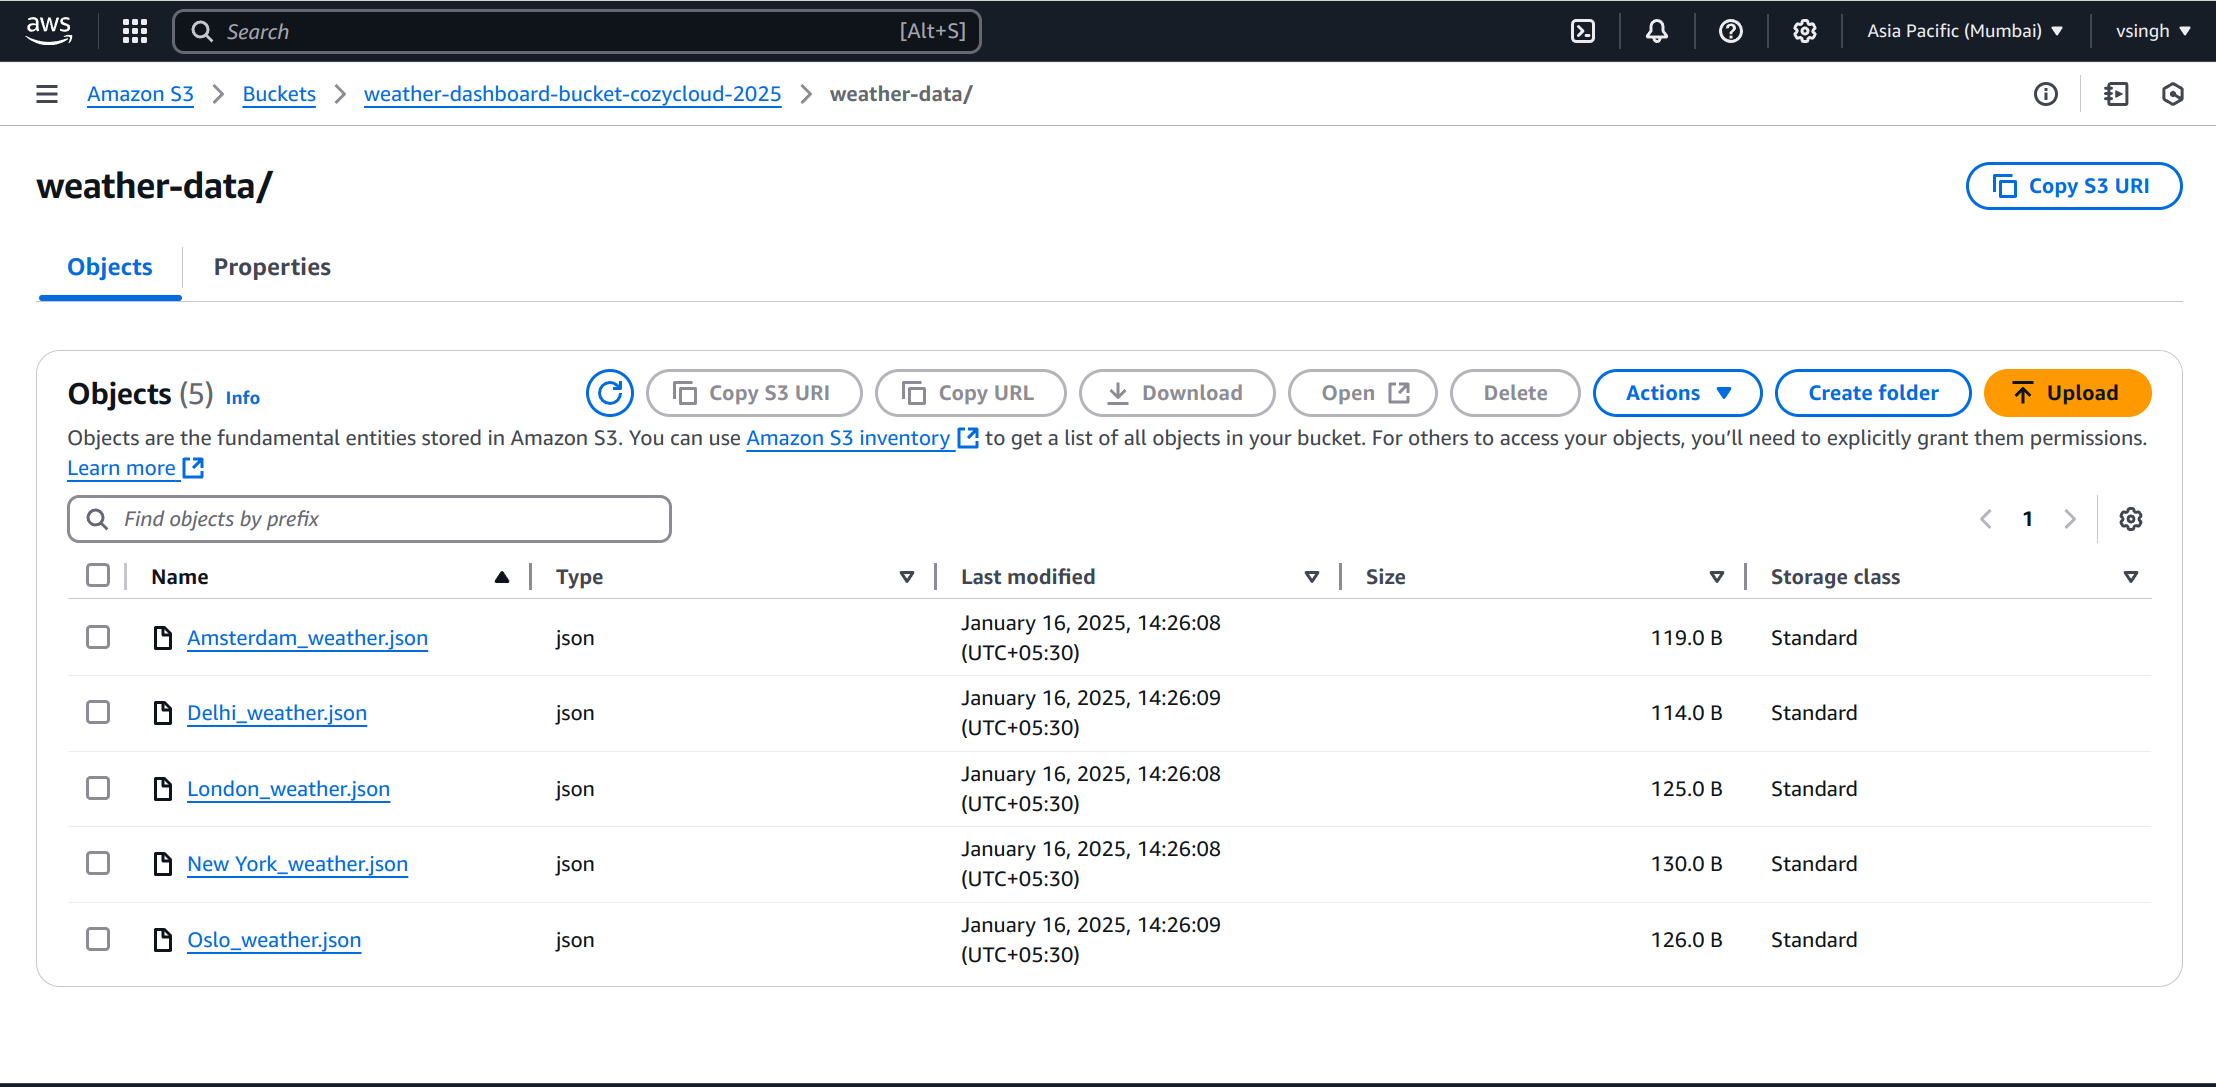 aws
Search [Alt+S]
Asia Pacific (Mumbai) vsingh
Amazon S3 Buckets weather-dashboard-bucket-cozycloud-2025 weather-data/
weather-data/
Copy S3 URI
Objects Properties
Objects (5) Info
Copy S3 URI Copy URL Download Open Delete Actions Create folder Upload
Objects are the fundamental entities stored in Amazon S3. You can use Amazon S3 inventory to get a list of all objects in your bucket. For others to access your objects, you’ll need to explicitly grant them permissions.
Learn more
Find objects by prefix
1
Name Type Last modified Size Storage class
Amsterdam_weather.json json January 16, 2025, 14:26:08 119.0 B Standard
(UTC+05:30)
Delhi_weather.json json January 16, 2025, 14:26:09 114.0 B Standard
(UTC+05:30)
London_weather.json json January 16, 2025, 14:26:08 125.0 B Standard
(UTC+05:30)
New York_weather.json json January 16, 2025, 14:26:08 130.0 B Standard
(UTC+05:30)
Oslo_weather.json json January 16, 2025, 14:26:09 126.0 B Standard
(UTC+05:30)